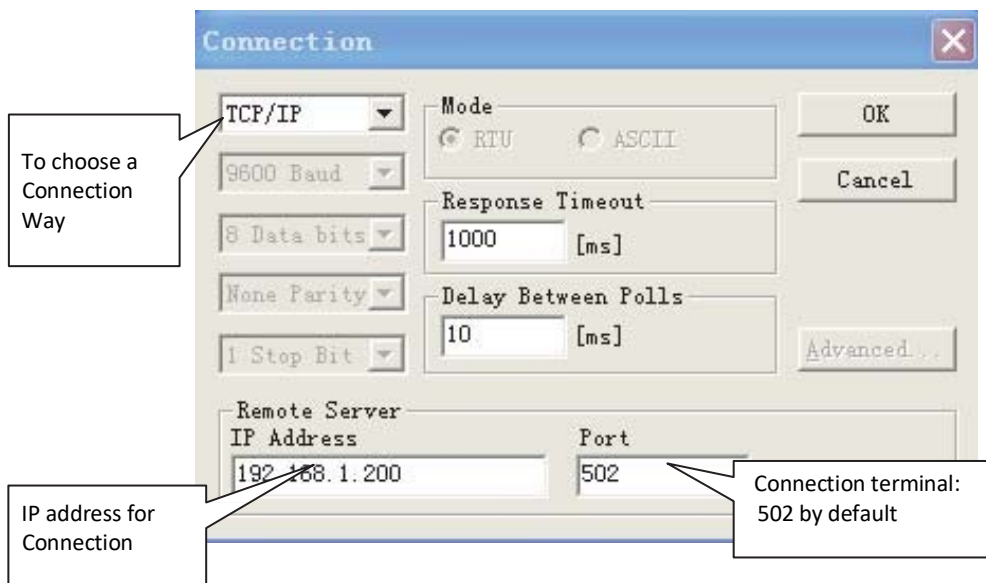 Connection
TCP/IP
Mode
RTU
ASCII
OK
To choose a
Connection
Way
9600 Baud
Cancel
Response Timeout
8 Data bits
1000
[ms]
None Parity
Delay Between Polls
10
[ms]
1 Stop Bit
Advanced...
Remote Server
IP Address
Port
192.168.1.200
502
IP address for
Connection
Connection terminal:
502 by default